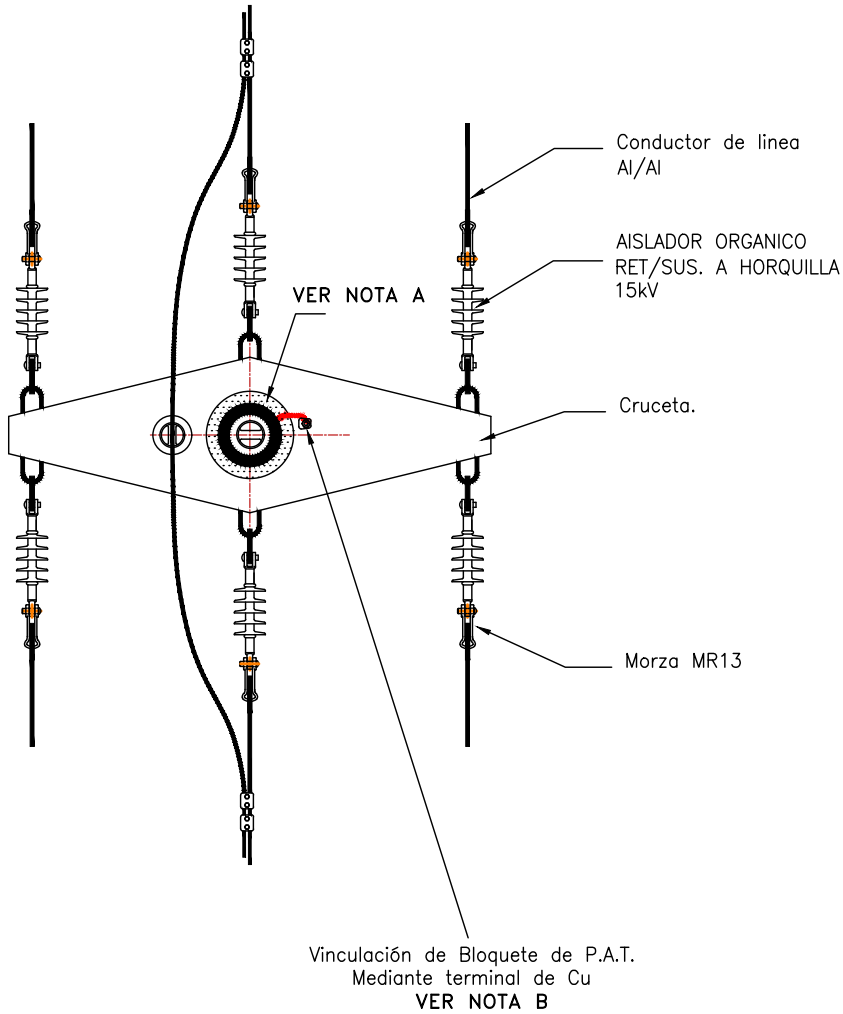 Conductor de linea
Al/Al
AISLADOR ORGANICO
RET/SUS. A HORQUILLA
15kV
VER NOTA A
Cruceta.
Morza MR13
Vinculación de Bloquete de P.A.T.
Mediante terminal de Cu
VER NOTA B